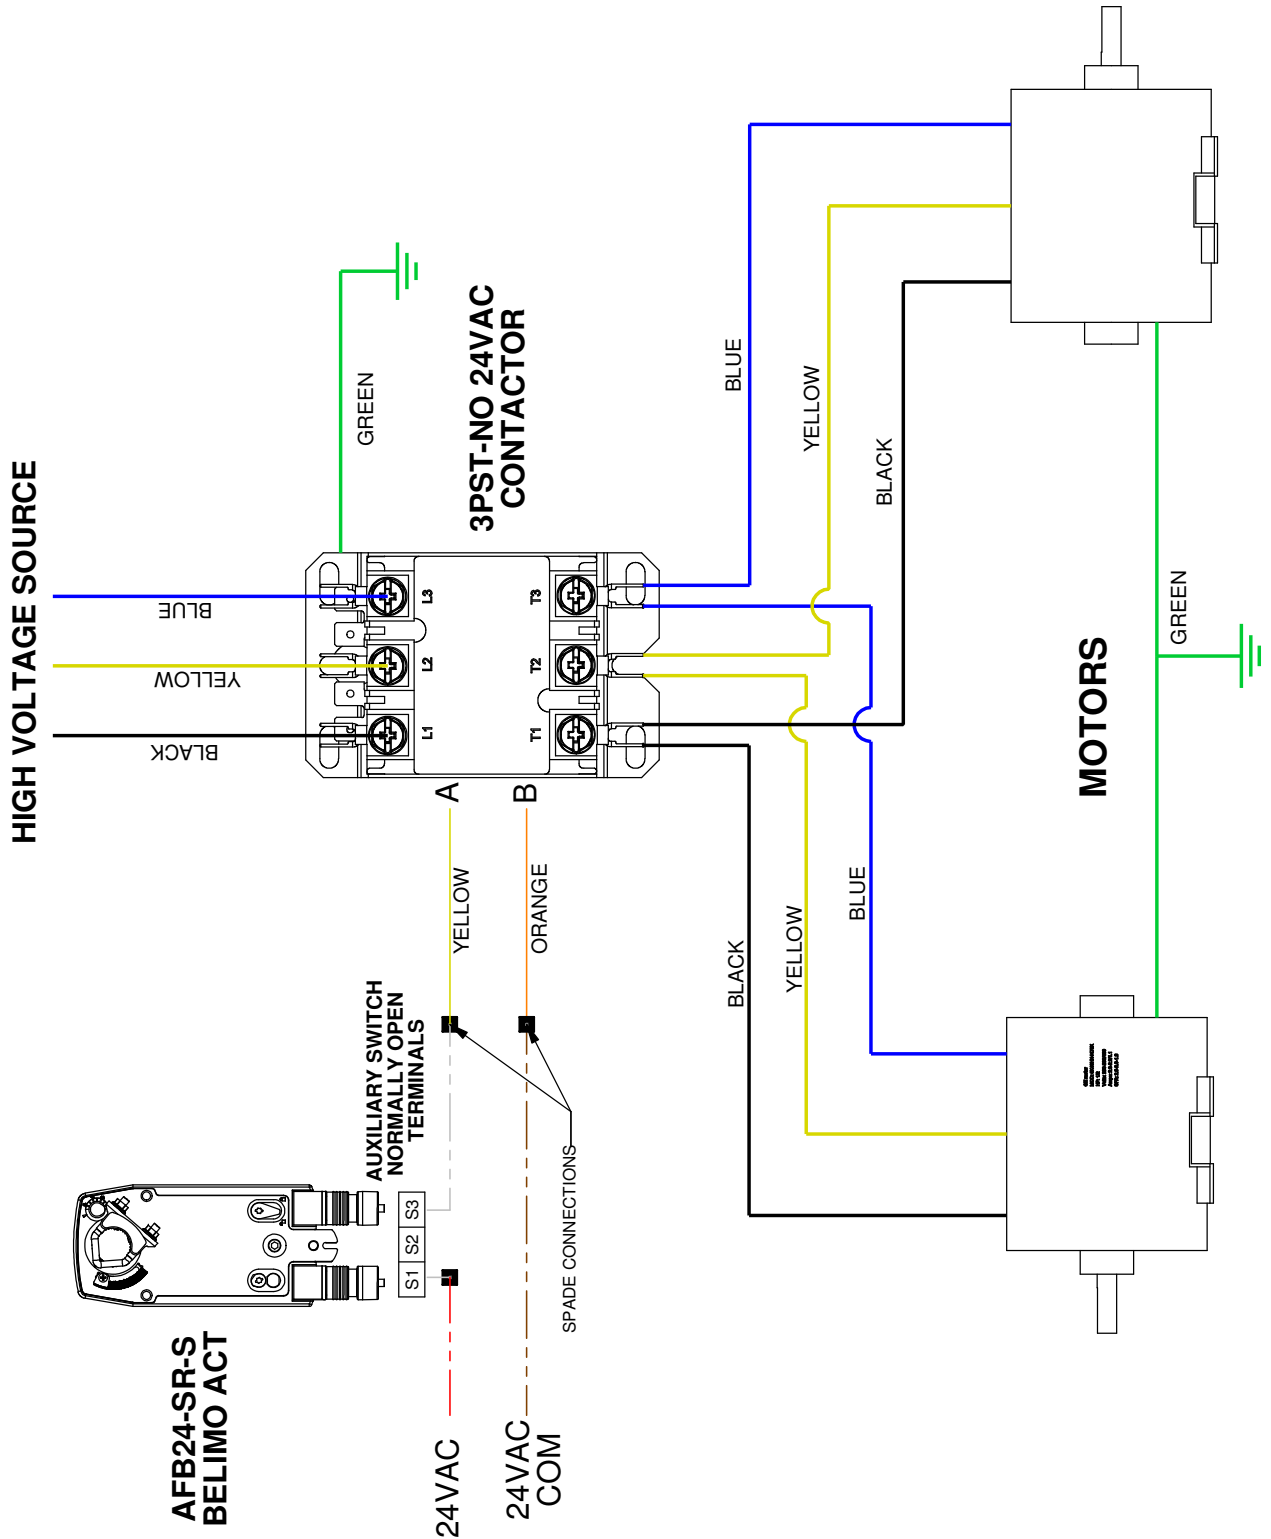 AFB24-SR-S
BELIMO ACT
AUXILIARY SWITCH
NORMALLY OPEN
TERMINALS
S1
S2
S3
24VAC
24VAC
COM
SPADE CONNECTIONS
YELLOW
ORANGE
A
B
HIGH VOLTAGE SOURCE
BLACK
YELLOW
BLUE
L1
L2
L3
T1
T2
T3
GREEN
3PST-NO 24VAC
CONTACTOR
BLACK
YELLOW
BLUE
BLUE
YELLOW
BLACK
MOTORS
GREEN